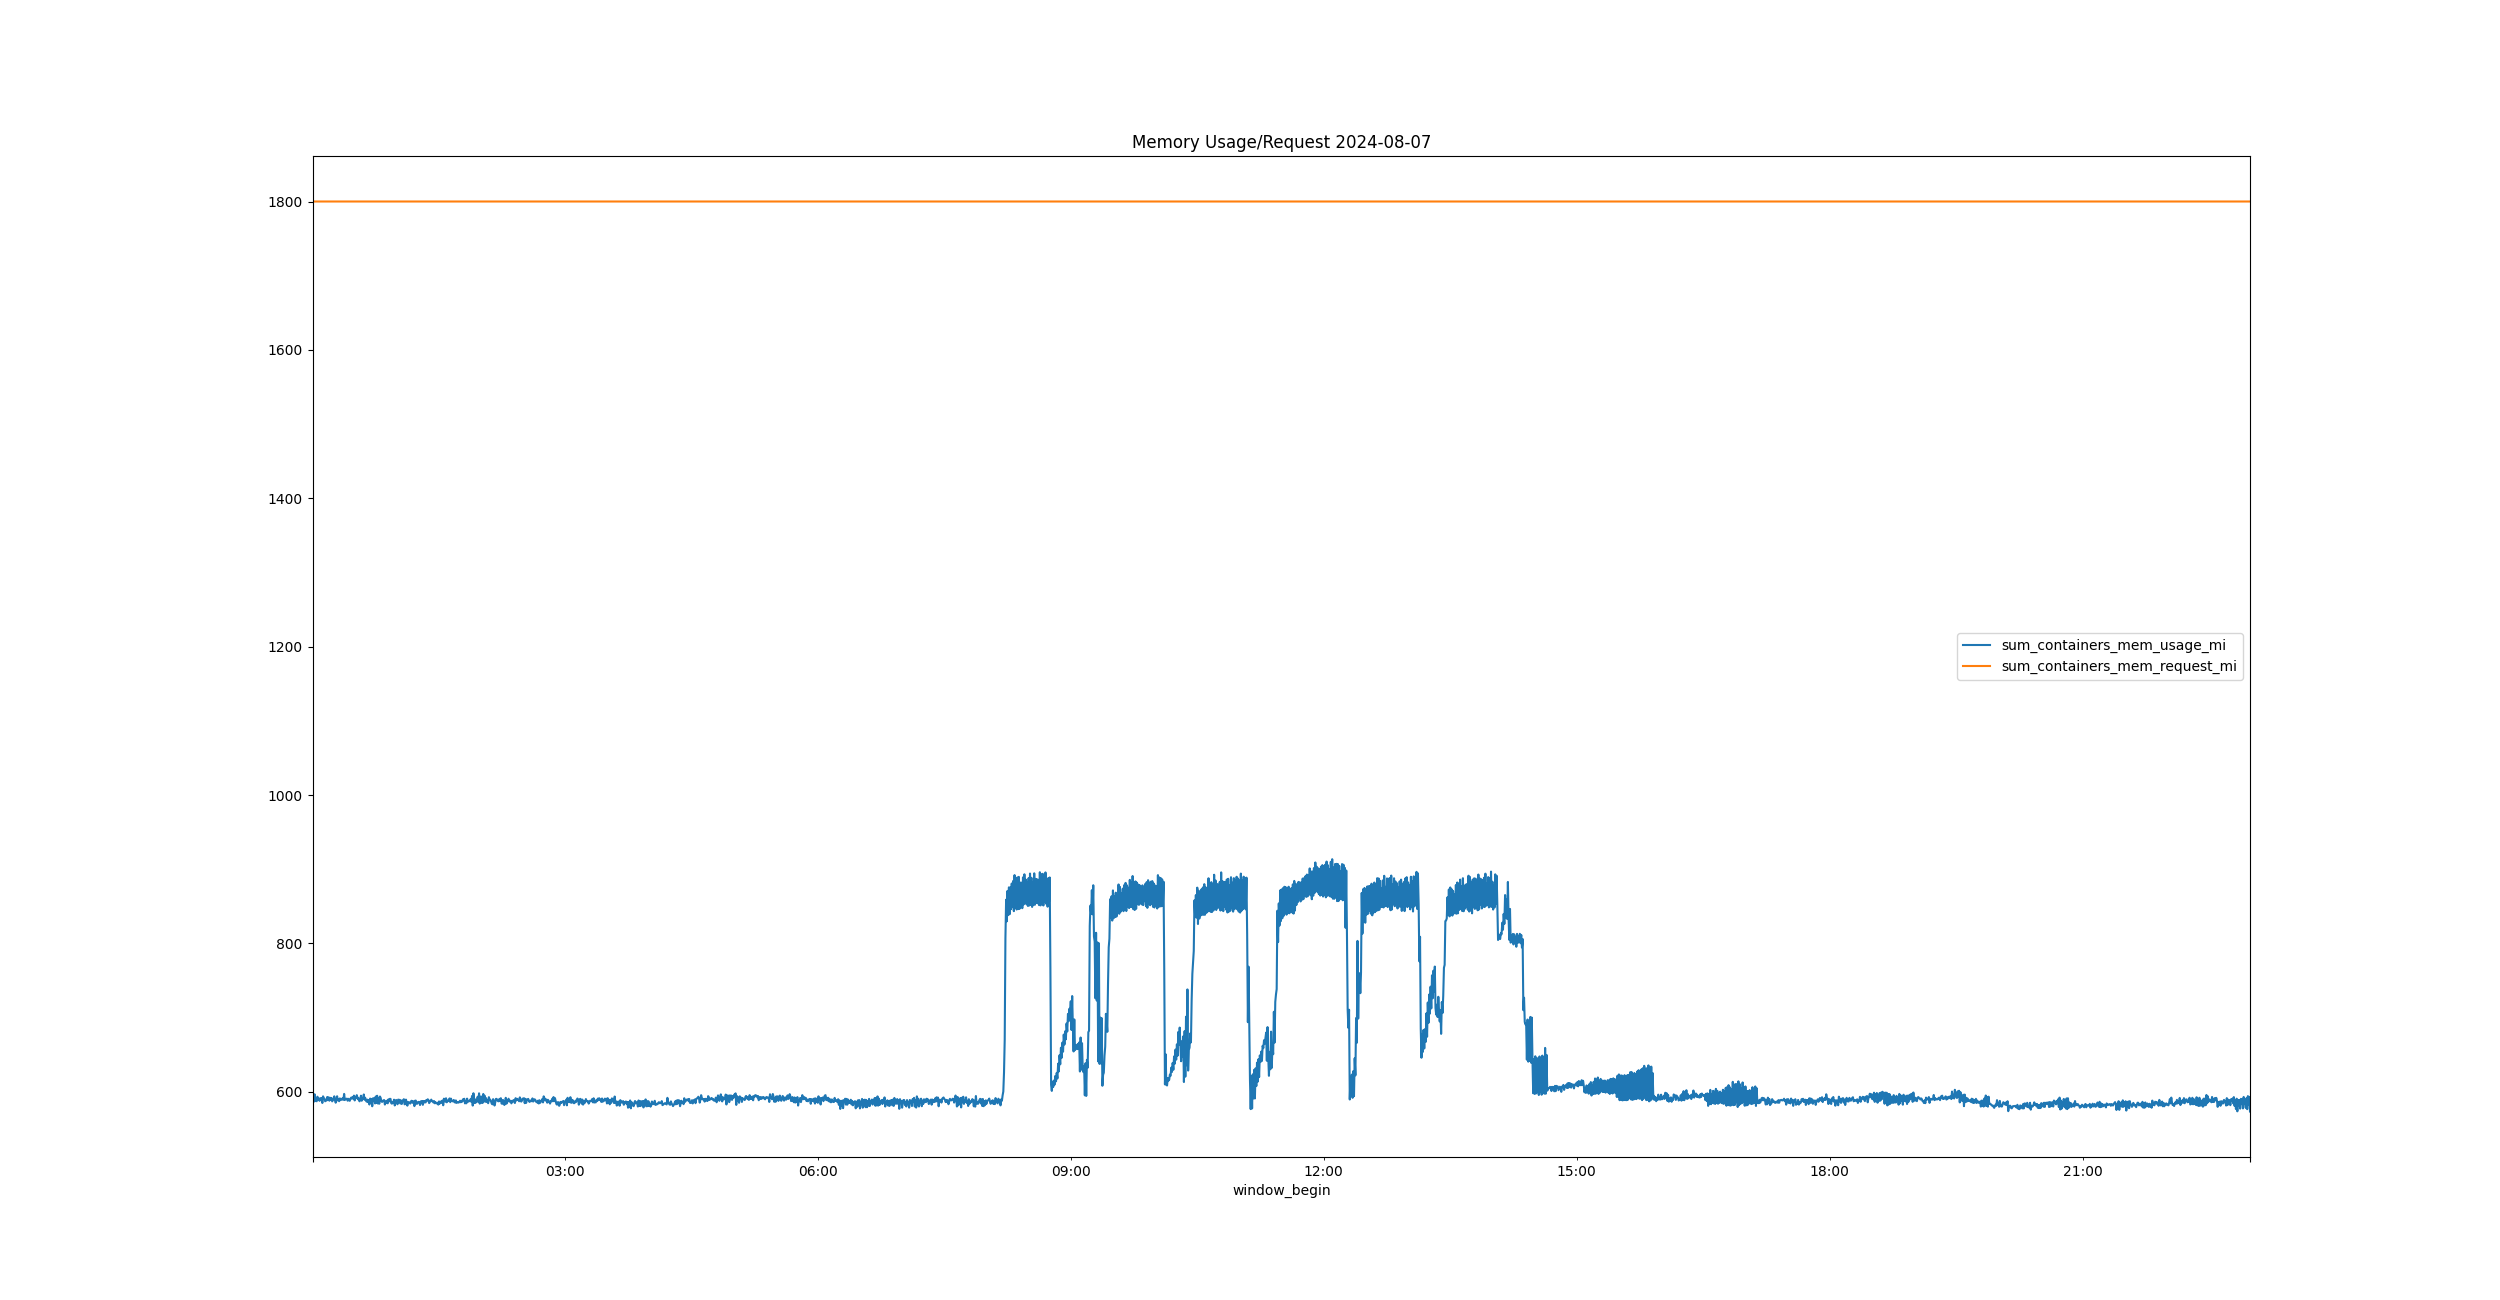 Memory Usage/Request 2024-08-07
1800
1600
1400
1200
1000
800
600
sum_containers_mem_usage_mi
sum_containers_mem_request_mi
03:00 06:00 09:00 12:00 15:00 18:00 21:00
window_begin